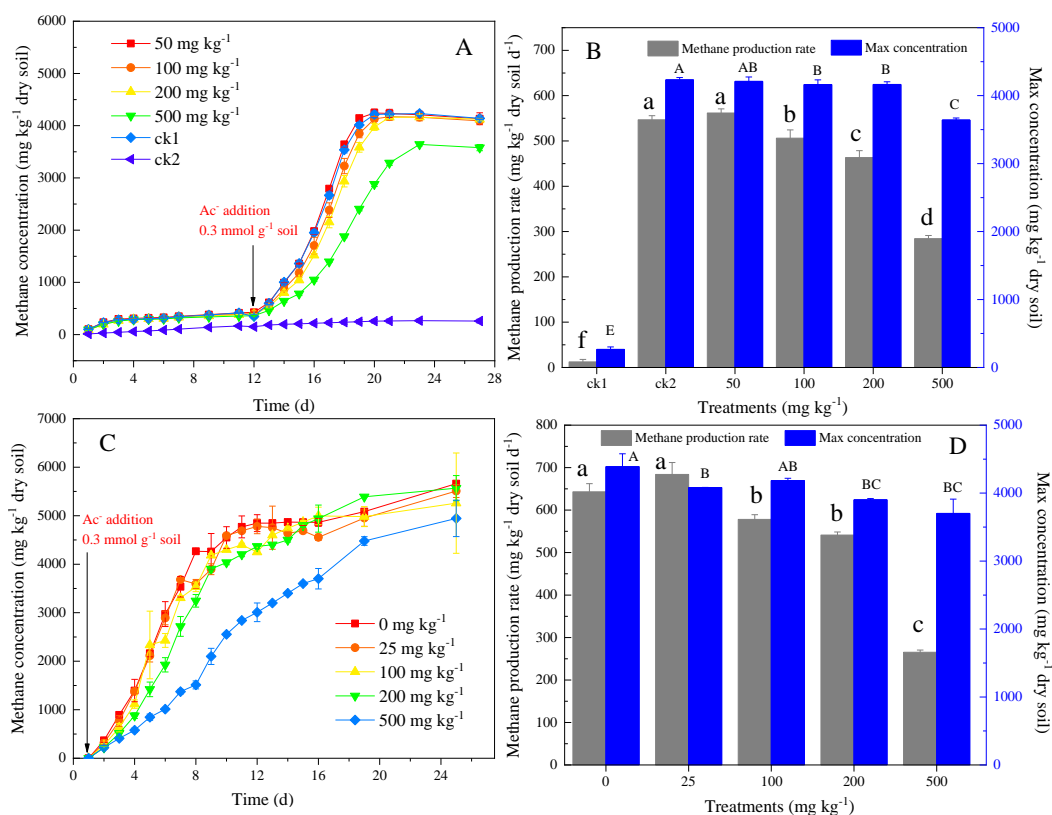 A
Methane concentration (mg kg⁻¹ dry soil)
6000
5000
4000
3000
2000
1000
0
50 mg kg⁻¹
100 mg kg⁻¹
200 mg kg⁻¹
500 mg kg⁻¹
ck1
ck2
Ac⁻ addition
0.3 mmol g⁻¹ soil
0 4 8 12 16 20 24 28
Time (d)
B
Methane production rate (mg kg⁻¹ dry soil d⁻¹)
700
600
500
400
300
200
100
0
Methane production rate
Max concentration
f E a A a AB b B c B d C
ck1 ck2 50 100 200 500
Treatments (mg kg⁻¹)
5000
4000
3000
2000
1000
0
Max concentration (mg kg⁻¹ dry soil)
C
Methane concentration (mg kg⁻¹ dry soil)
7000
6000
5000
4000
3000
2000
1000
0
Ac⁻ addition
0.3 mmol g⁻¹ soil
0 mg kg⁻¹
25 mg kg⁻¹
100 mg kg⁻¹
200 mg kg⁻¹
500 mg kg⁻¹
0 4 8 12 16 20 24
Time (d)
D
Methane production rate (mg kg⁻¹ dry soil d⁻¹)
800
700
600
500
400
300
200
100
0
Methane production rate
Max concentration
a A a B b AB b BC c BC
0 25 100 200 500
Treatments (mg kg⁻¹)
5000
4000
3000
2000
1000
0
Max concentration (mg kg⁻¹ dry soil)